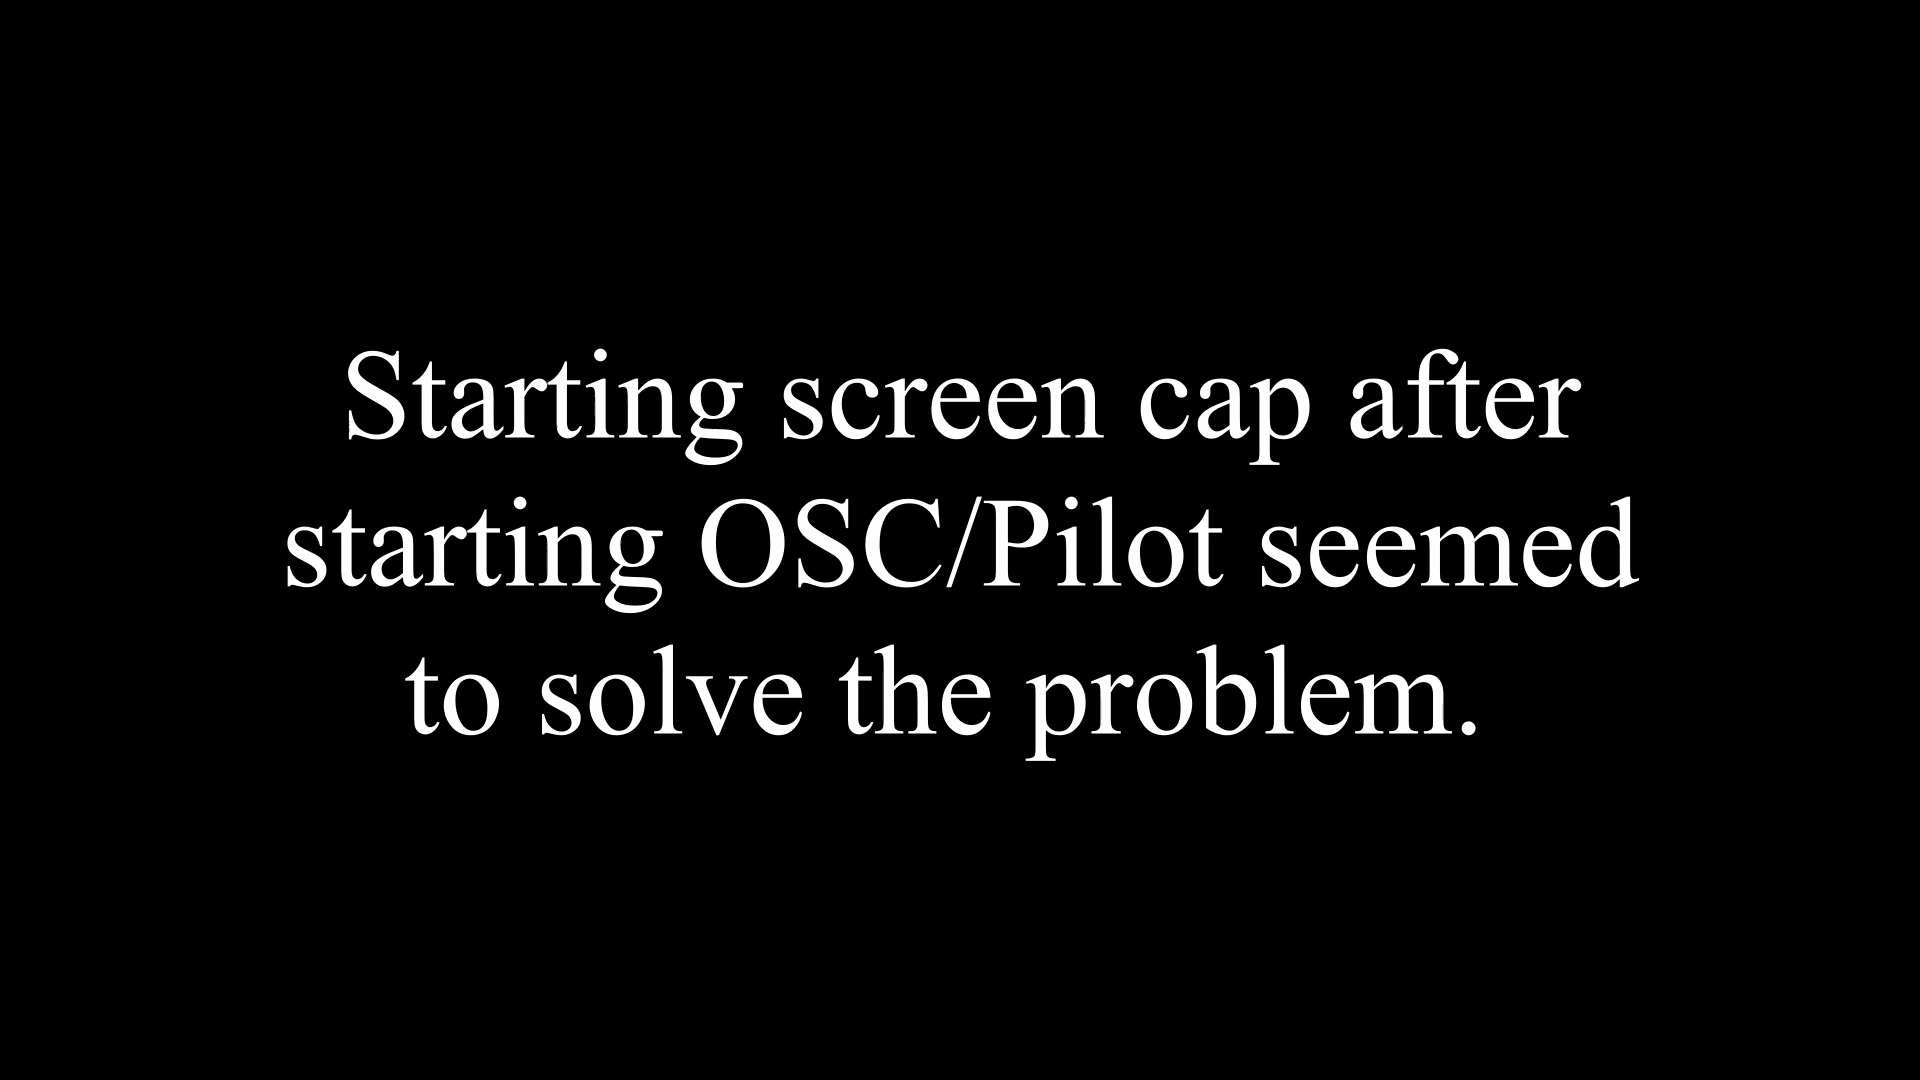 Starting screen cap after
starting OSC/Pilot seemed
to solve the problem.